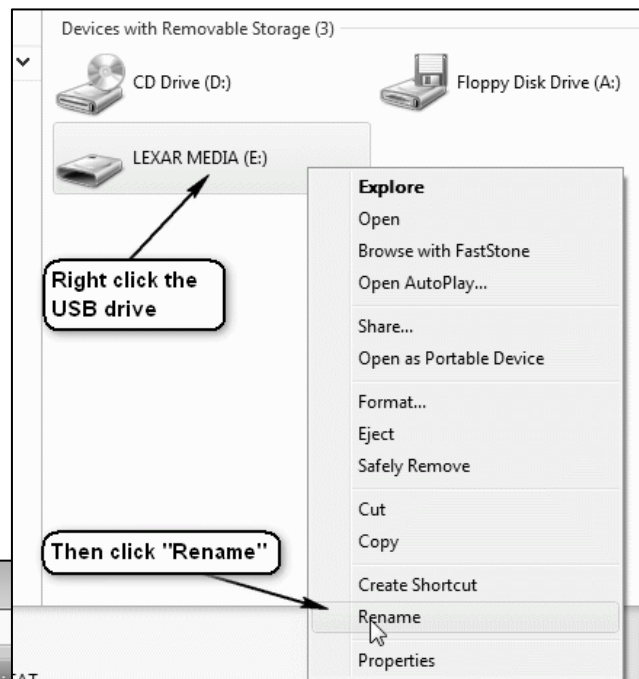 Devices with Removable Storage (3)
CD Drive (D:)
Floppy Disk Drive (A:)
LEXAR MEDIA (E:)
Right click the
USB drive
Explore
Open
Browse with FastStone
Open AutoPlay...
Share...
Open as Portable Device
Format...
Eject
Safely Remove
Cut
Copy
Then click "Rename"
Create Shortcut
Rename
Properties